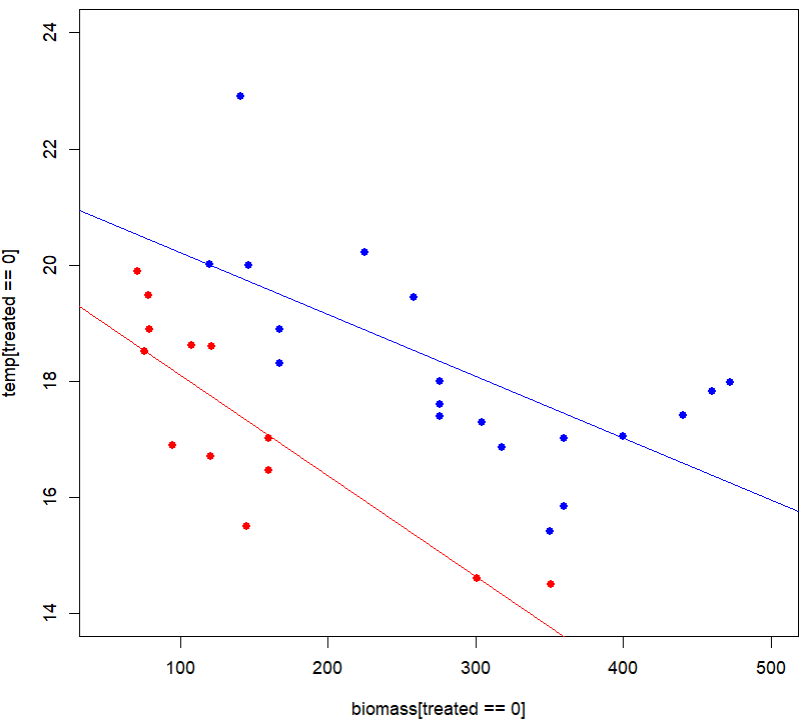 24
22
20
18
16
14
temp[treated == 0]
100 200 300 400 500
biomass[treated == 0]